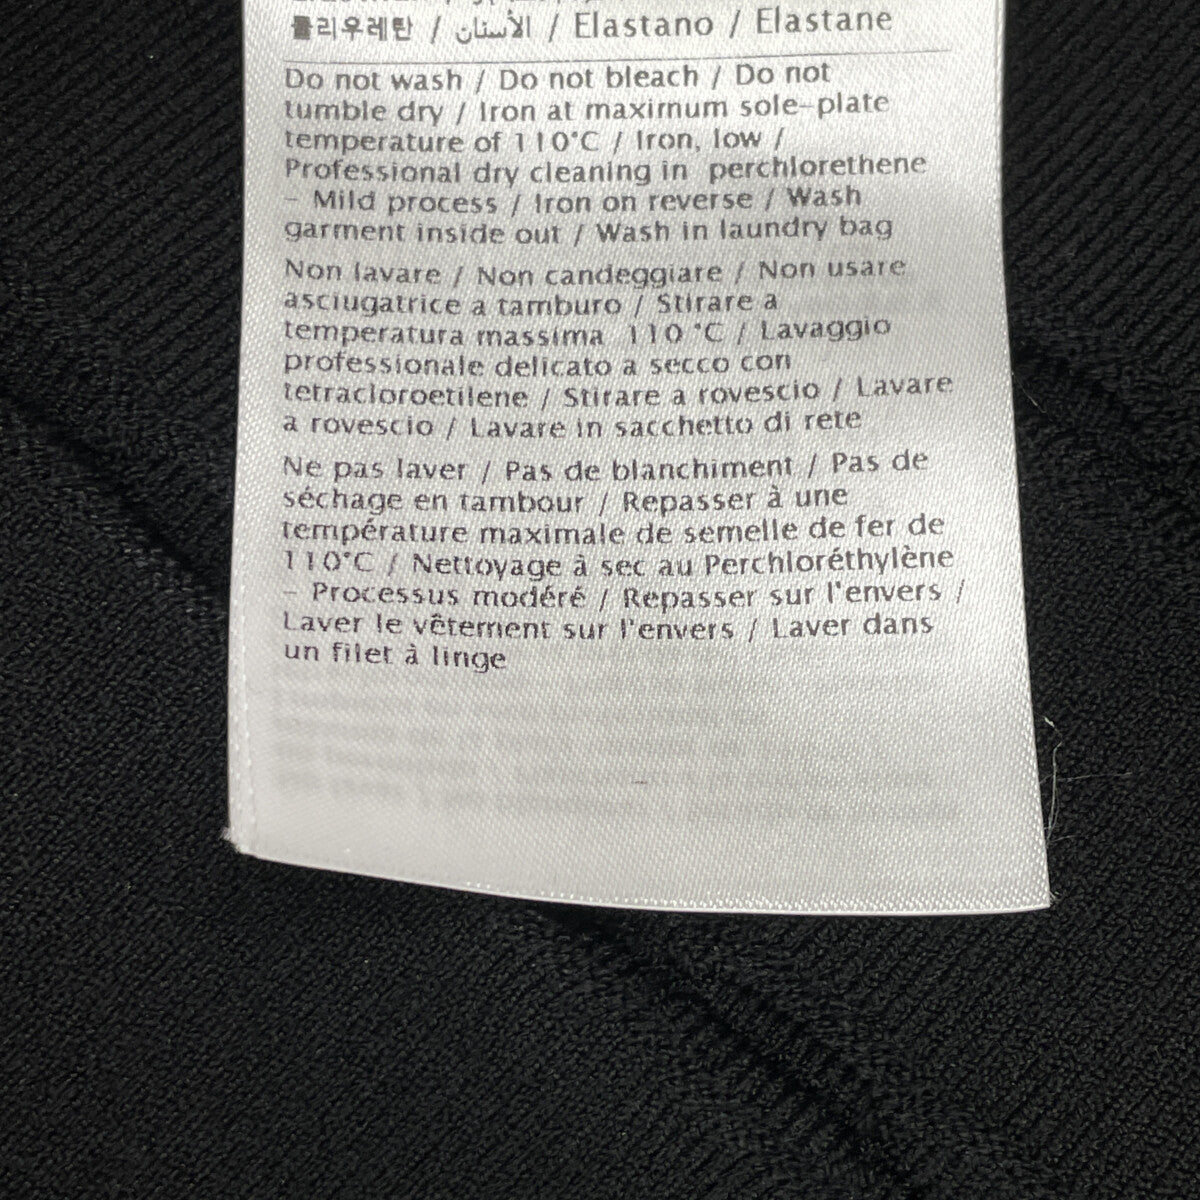 폴리우레탄 / الأستان / Elastano / Elastane
Do not wash / Do not bleach / Do not
tumble dry / Iron at maximum sole-plate
temperature of 110°C / Iron, low /
Professional dry cleaning in perchlorethene
- Mild process / Iron on reverse / Wash
garment inside out / Wash in laundry bag
Non lavare / Non candeggiare / Non usare
asciugatrice a tamburo / Stirare a
temperatura massima 110 °C / Lavaggio
professionale delicato a secco con
tetracloroetilene / Stirare a rovescio / Lavare
a rovescio / Lavare in sacchetto di rete
Ne pas laver / Pas de blanchiment / Pas de
séchage en tambour / Repasser à une
température maximale de semelle de fer de
110°C / Nettoyage à sec au Perchloréthylène
- Processus modéré / Repasser sur l'envers /
Laver le vêtement sur l'envers / Laver dans
un filet à linge